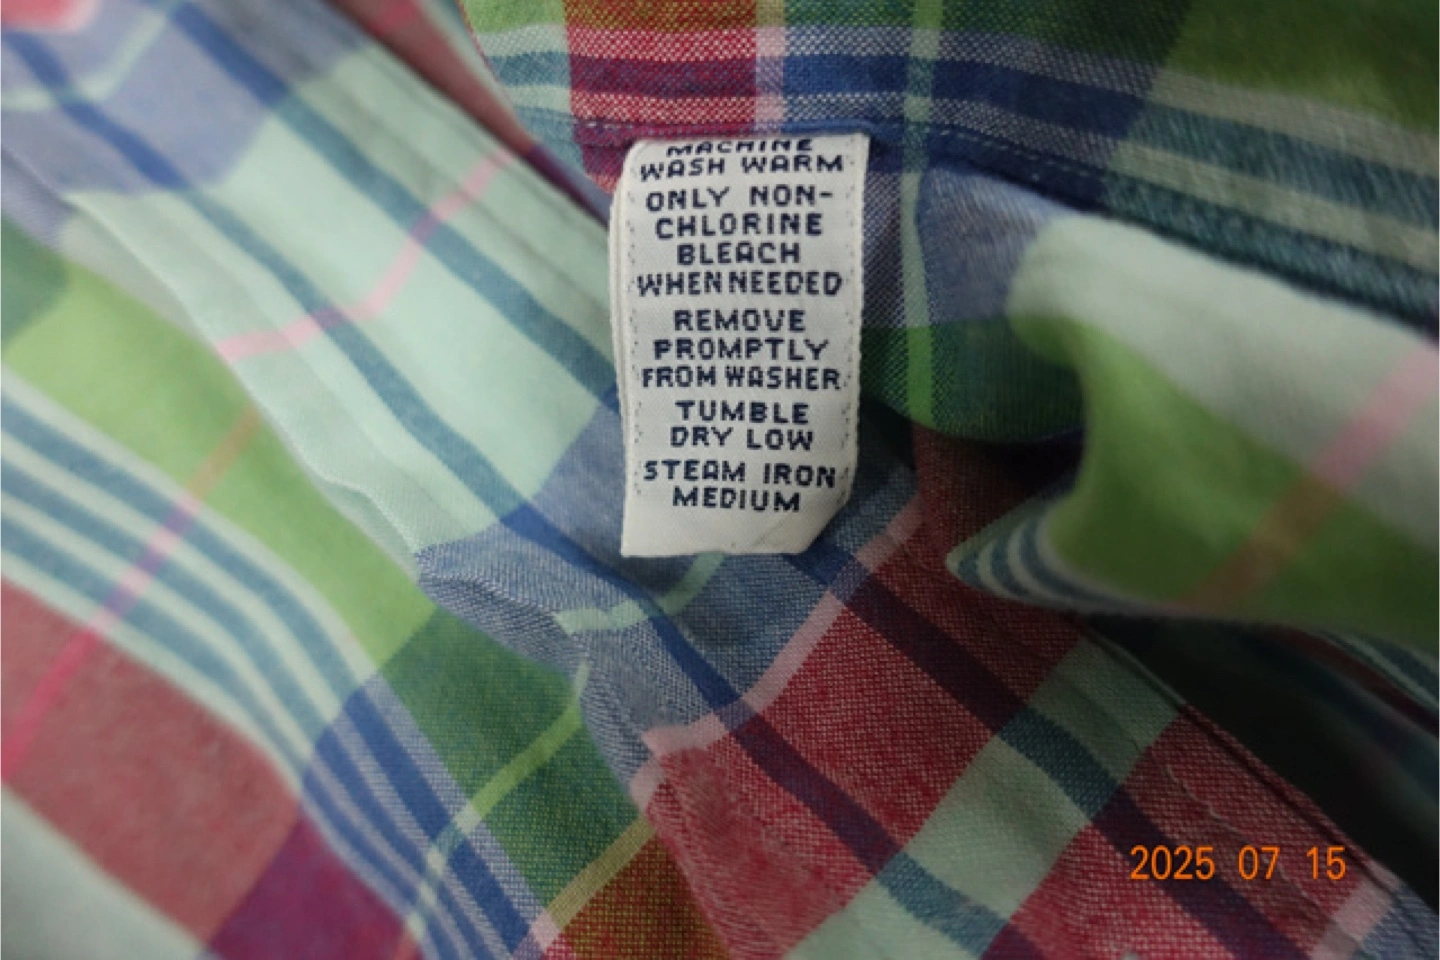 MACHINE
WASH WARM
ONLY NON-
CHLORINE
BLEACH
WHEN NEEDED
REMOVE
PROMPTLY
FROM WASHER
TUMBLE
DRY LOW
STEAM IRON
MEDIUM
2025 07 15